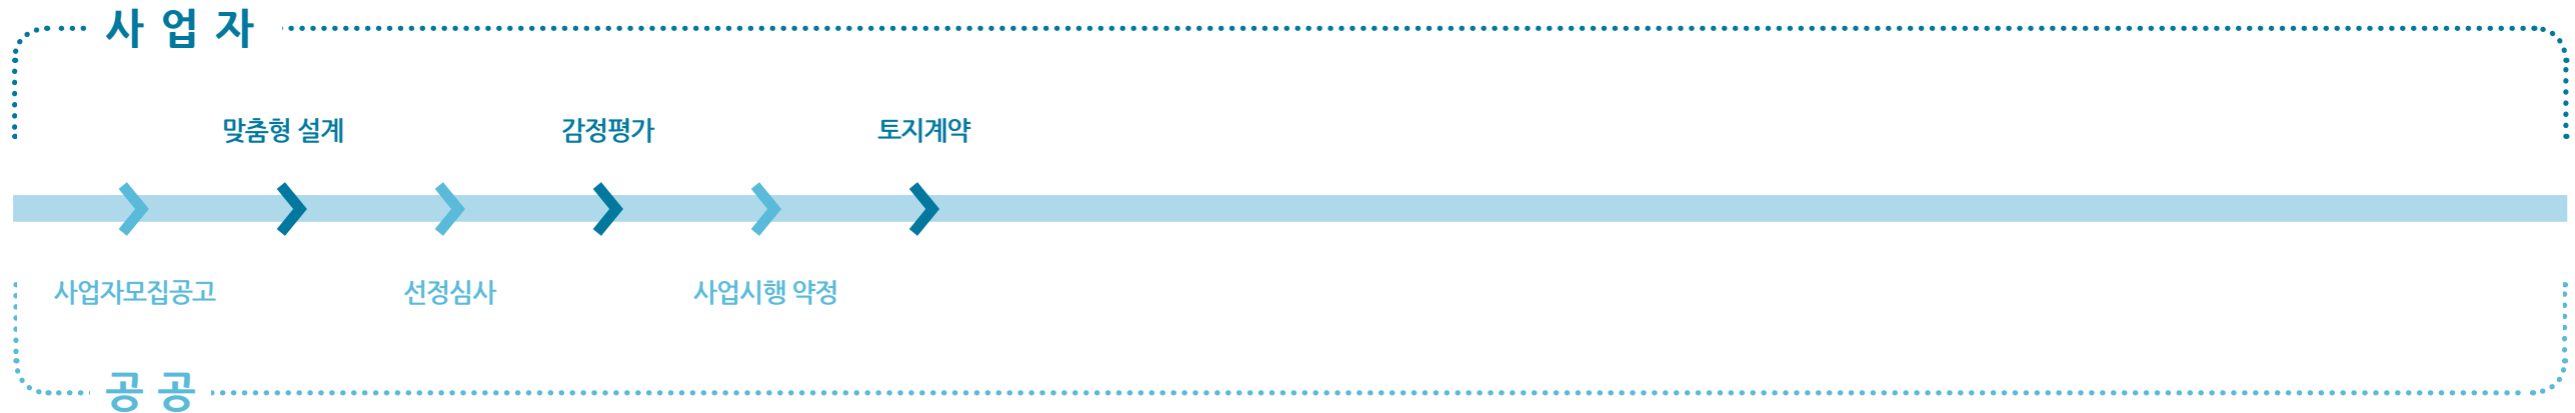 사 업 자
맞춤형 설계
감정평가
토지계약
사업자모집공고
선정심사
사업시행 약정
공 공